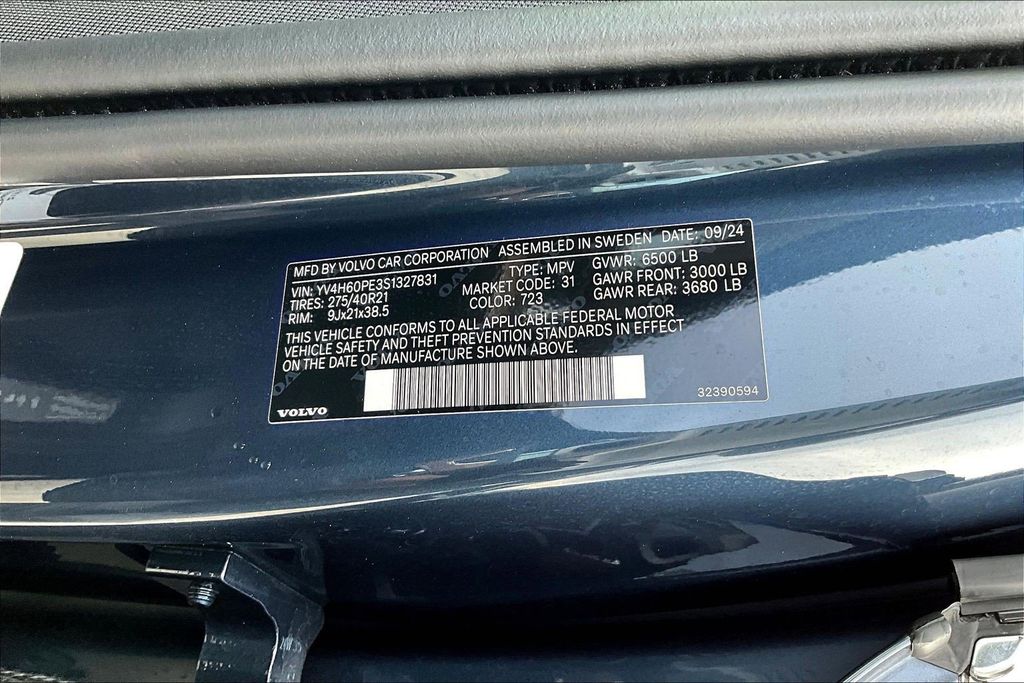 MFD BY VOLVO CAR CORPORATION ASSEMBLED IN SWEDEN DATE: 09/24
VIN: YV4H60PE3S1327831 TYPE: MPV GVWR: 6500 LB
TIRES: 275/40R21 MARKET CODE: 31 GAWR FRONT: 3000 LB
RIM: 9Jx21x38.5 COLOR: 723 GAWR REAR: 3680 LB
THIS VEHICLE CONFORMS TO ALL APPLICABLE FEDERAL MOTOR
VEHICLE SAFETY AND THEFT PREVENTION STANDARDS IN EFFECT
ON THE DATE OF MANUFACTURE SHOWN ABOVE.
VOLVO 32390594